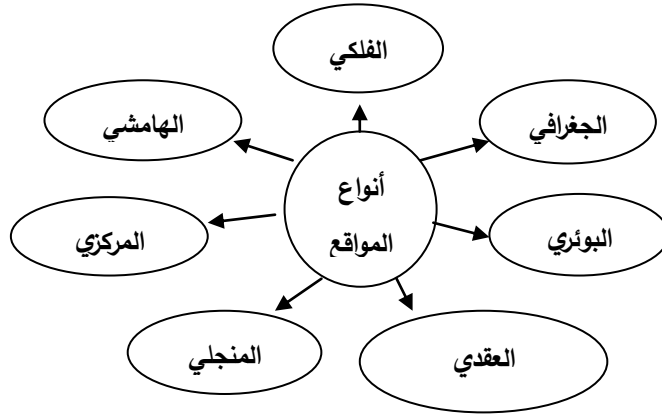 الفلكي
الهامشي
الجغرافي
أنواع
المواقع
المركزي
البوئري
المنجلي
العقدي